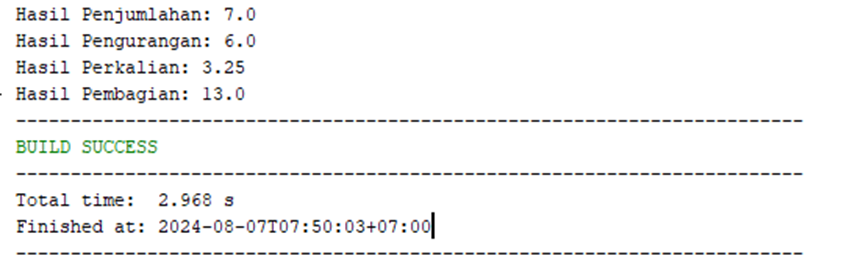 Hasil Penjumlahan: 7.0
Hasil Pengurangan: 6.0
Hasil Perkalian: 3.25
Hasil Pembagian: 13.0
------------------------------------------------------------------------
BUILD SUCCESS
------------------------------------------------------------------------
Total time:  2.968 s
Finished at: 2024-08-07T07:50:03+07:00
------------------------------------------------------------------------